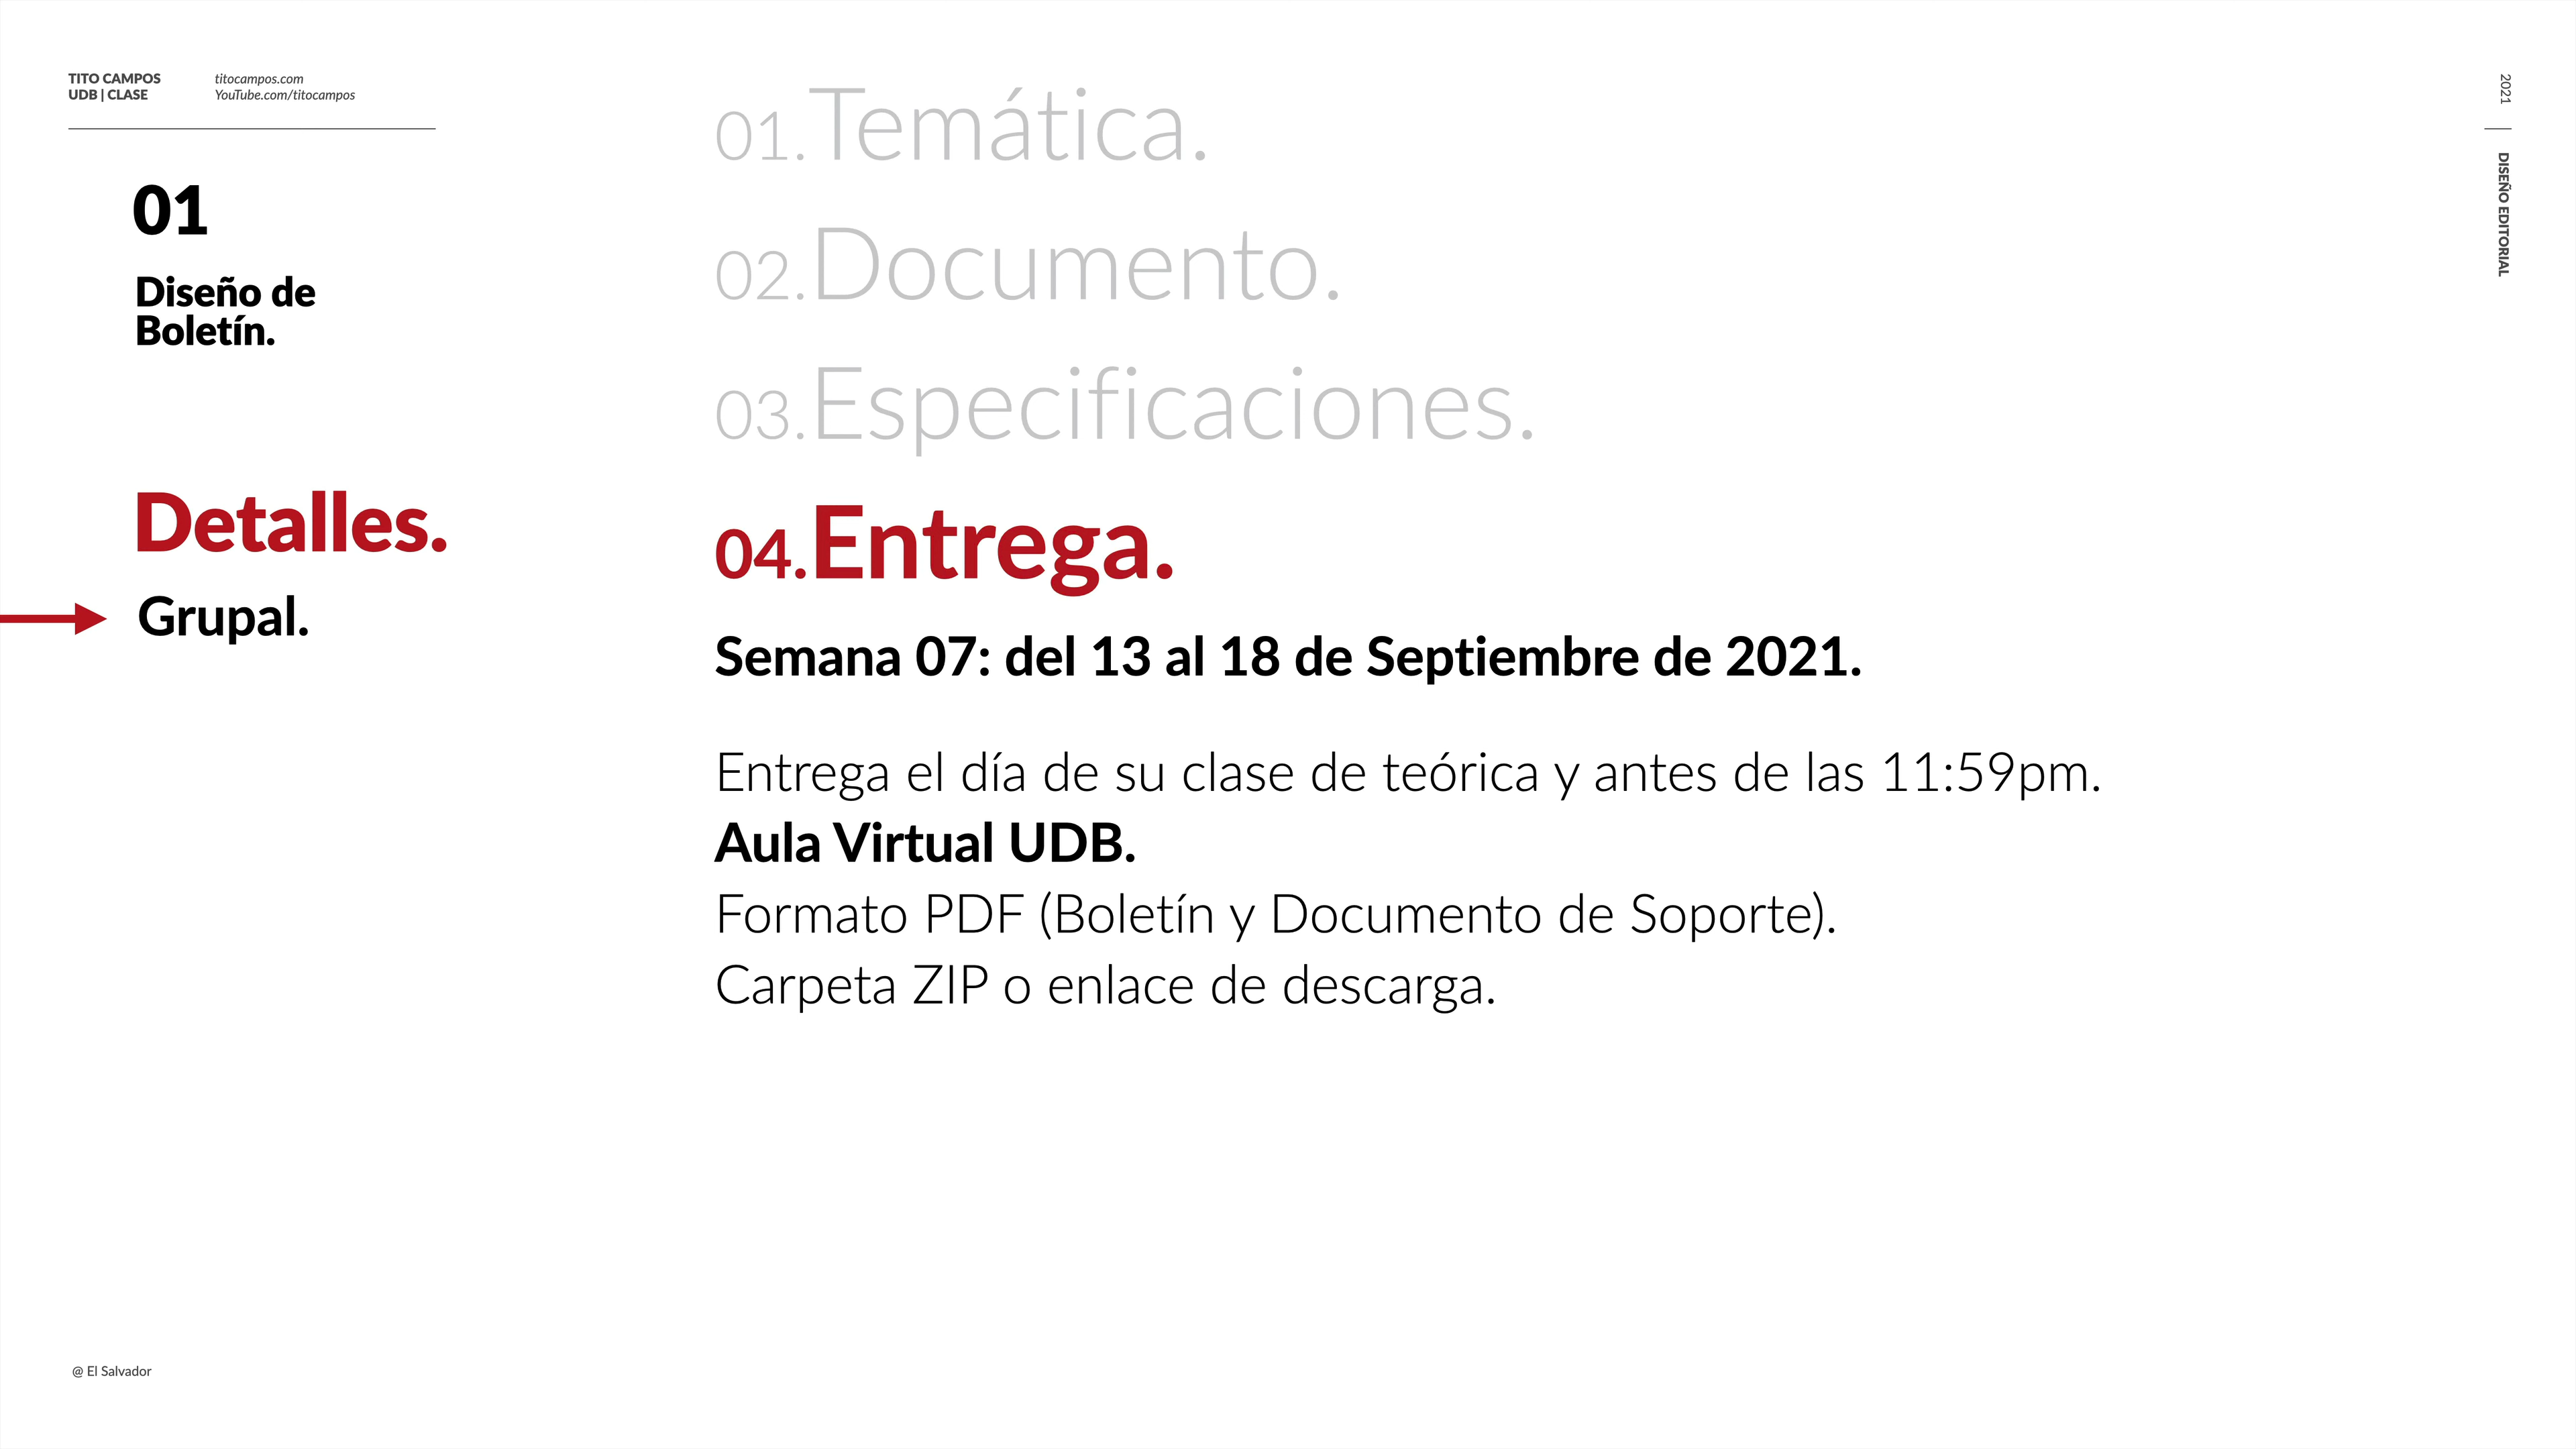 TITO CAMPOS
UDB | CLASE
titocampos.com
YouTube.com/titocampos
01
Diseño de
Boletín.
Detalles.
Grupal.
01.Temática.
02.Documento.
03.Especificaciones.
04.Entrega.
Semana 07: del 13 al 18 de Septiembre de 2021.
Entrega el día de su clase de teórica y antes de las 11:59pm.
Aula Virtual UDB.
Formato PDF (Boletín y Documento de Soporte).
Carpeta ZIP o enlace de descarga.
2021
DISEÑO EDITORIAL
@ El Salvador